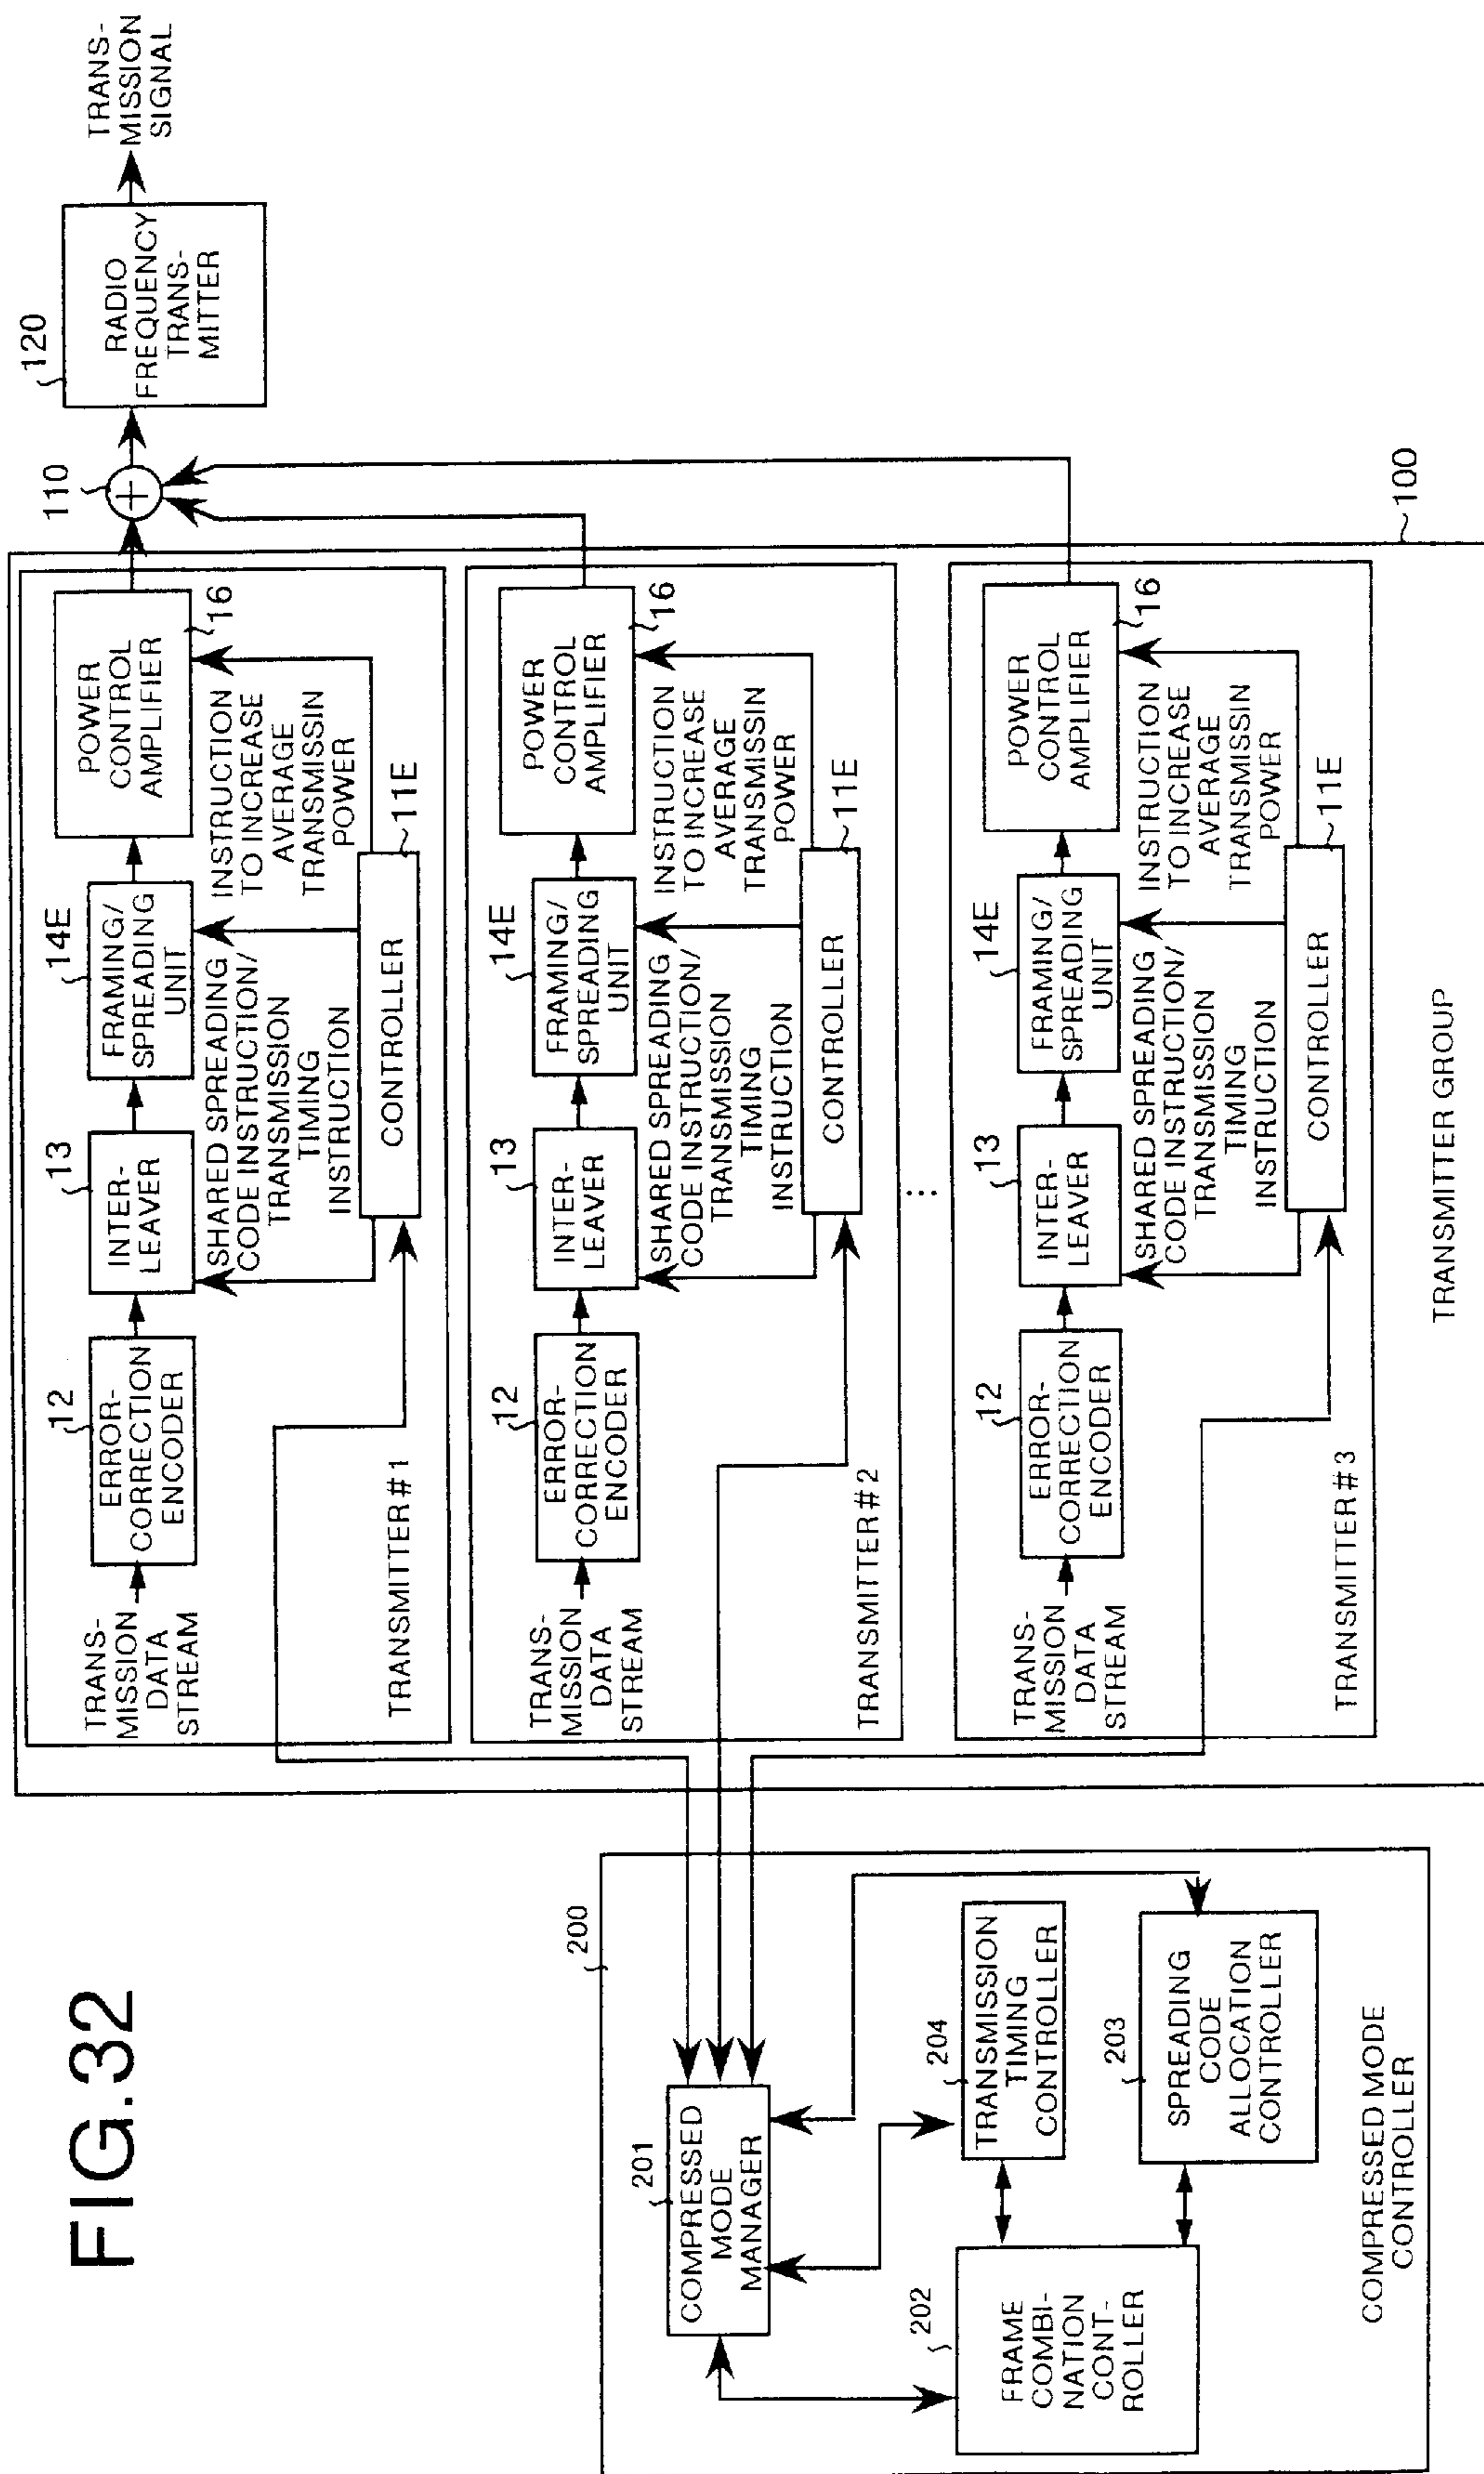 FIG.32
TRANS-
MISSION
DATA
STREAM
12
ERROR-
CORRECTION
ENCODER
13
INTER-
LEAVER
14E
FRAMING/
SPREADING
UNIT
POWER
CONTROL
AMPLIFIER
16
SHARED SPREADING
CODE INSTRUCTION/
TRANSMISSION
TIMING
INSTRUCTION
INSTRUCTION
TO INCREASE
AVERAGE
TRANSMISSIN
POWER
CONTROLLER
11E
TRANSMITTER#1
110
+
120
RADIO
FREQUENCY
TRANS-
MITTER
TRANS-
MISSION
SIGNAL
TRANS-
MISSION
DATA
STREAM
12
ERROR-
CORRECTION
ENCODER
13
INTER-
LEAVER
14E
FRAMING/
SPREADING
UNIT
POWER
CONTROL
AMPLIFIER
16
SHARED SPREADING
CODE INSTRUCTION/
TRANSMISSION
TIMING
INSTRUCTION
INSTRUCTION
TO INCREASE
AVERAGE
TRANSMISSIN
POWER
CONTROLLER
11E
TRANSMITTER#2
...
TRANS-
MISSION
DATA
STREAM
12
ERROR-
CORRECTION
ENCODER
13
INTER-
LEAVER
14E
FRAMING/
SPREADING
UNIT
POWER
CONTROL
AMPLIFIER
16
SHARED SPREADING
CODE INSTRUCTION/
TRANSMISSION
TIMING
INSTRUCTION
INSTRUCTION
TO INCREASE
AVERAGE
TRANSMISSIN
POWER
CONTROLLER
11E
TRANSMITTER#3
100
TRANSMITTER GROUP
200
201
COMPRESSED
MODE
MANAGER
202
FRAME
COMBI-
NATION
CONT-
ROLLER
204
TRANSMISSION
TIMING
CONTROLLER
203
SPREADING
CODE
ALLOCATION
CONTROLLER
COMPRESSED MODE
CONTROLLER